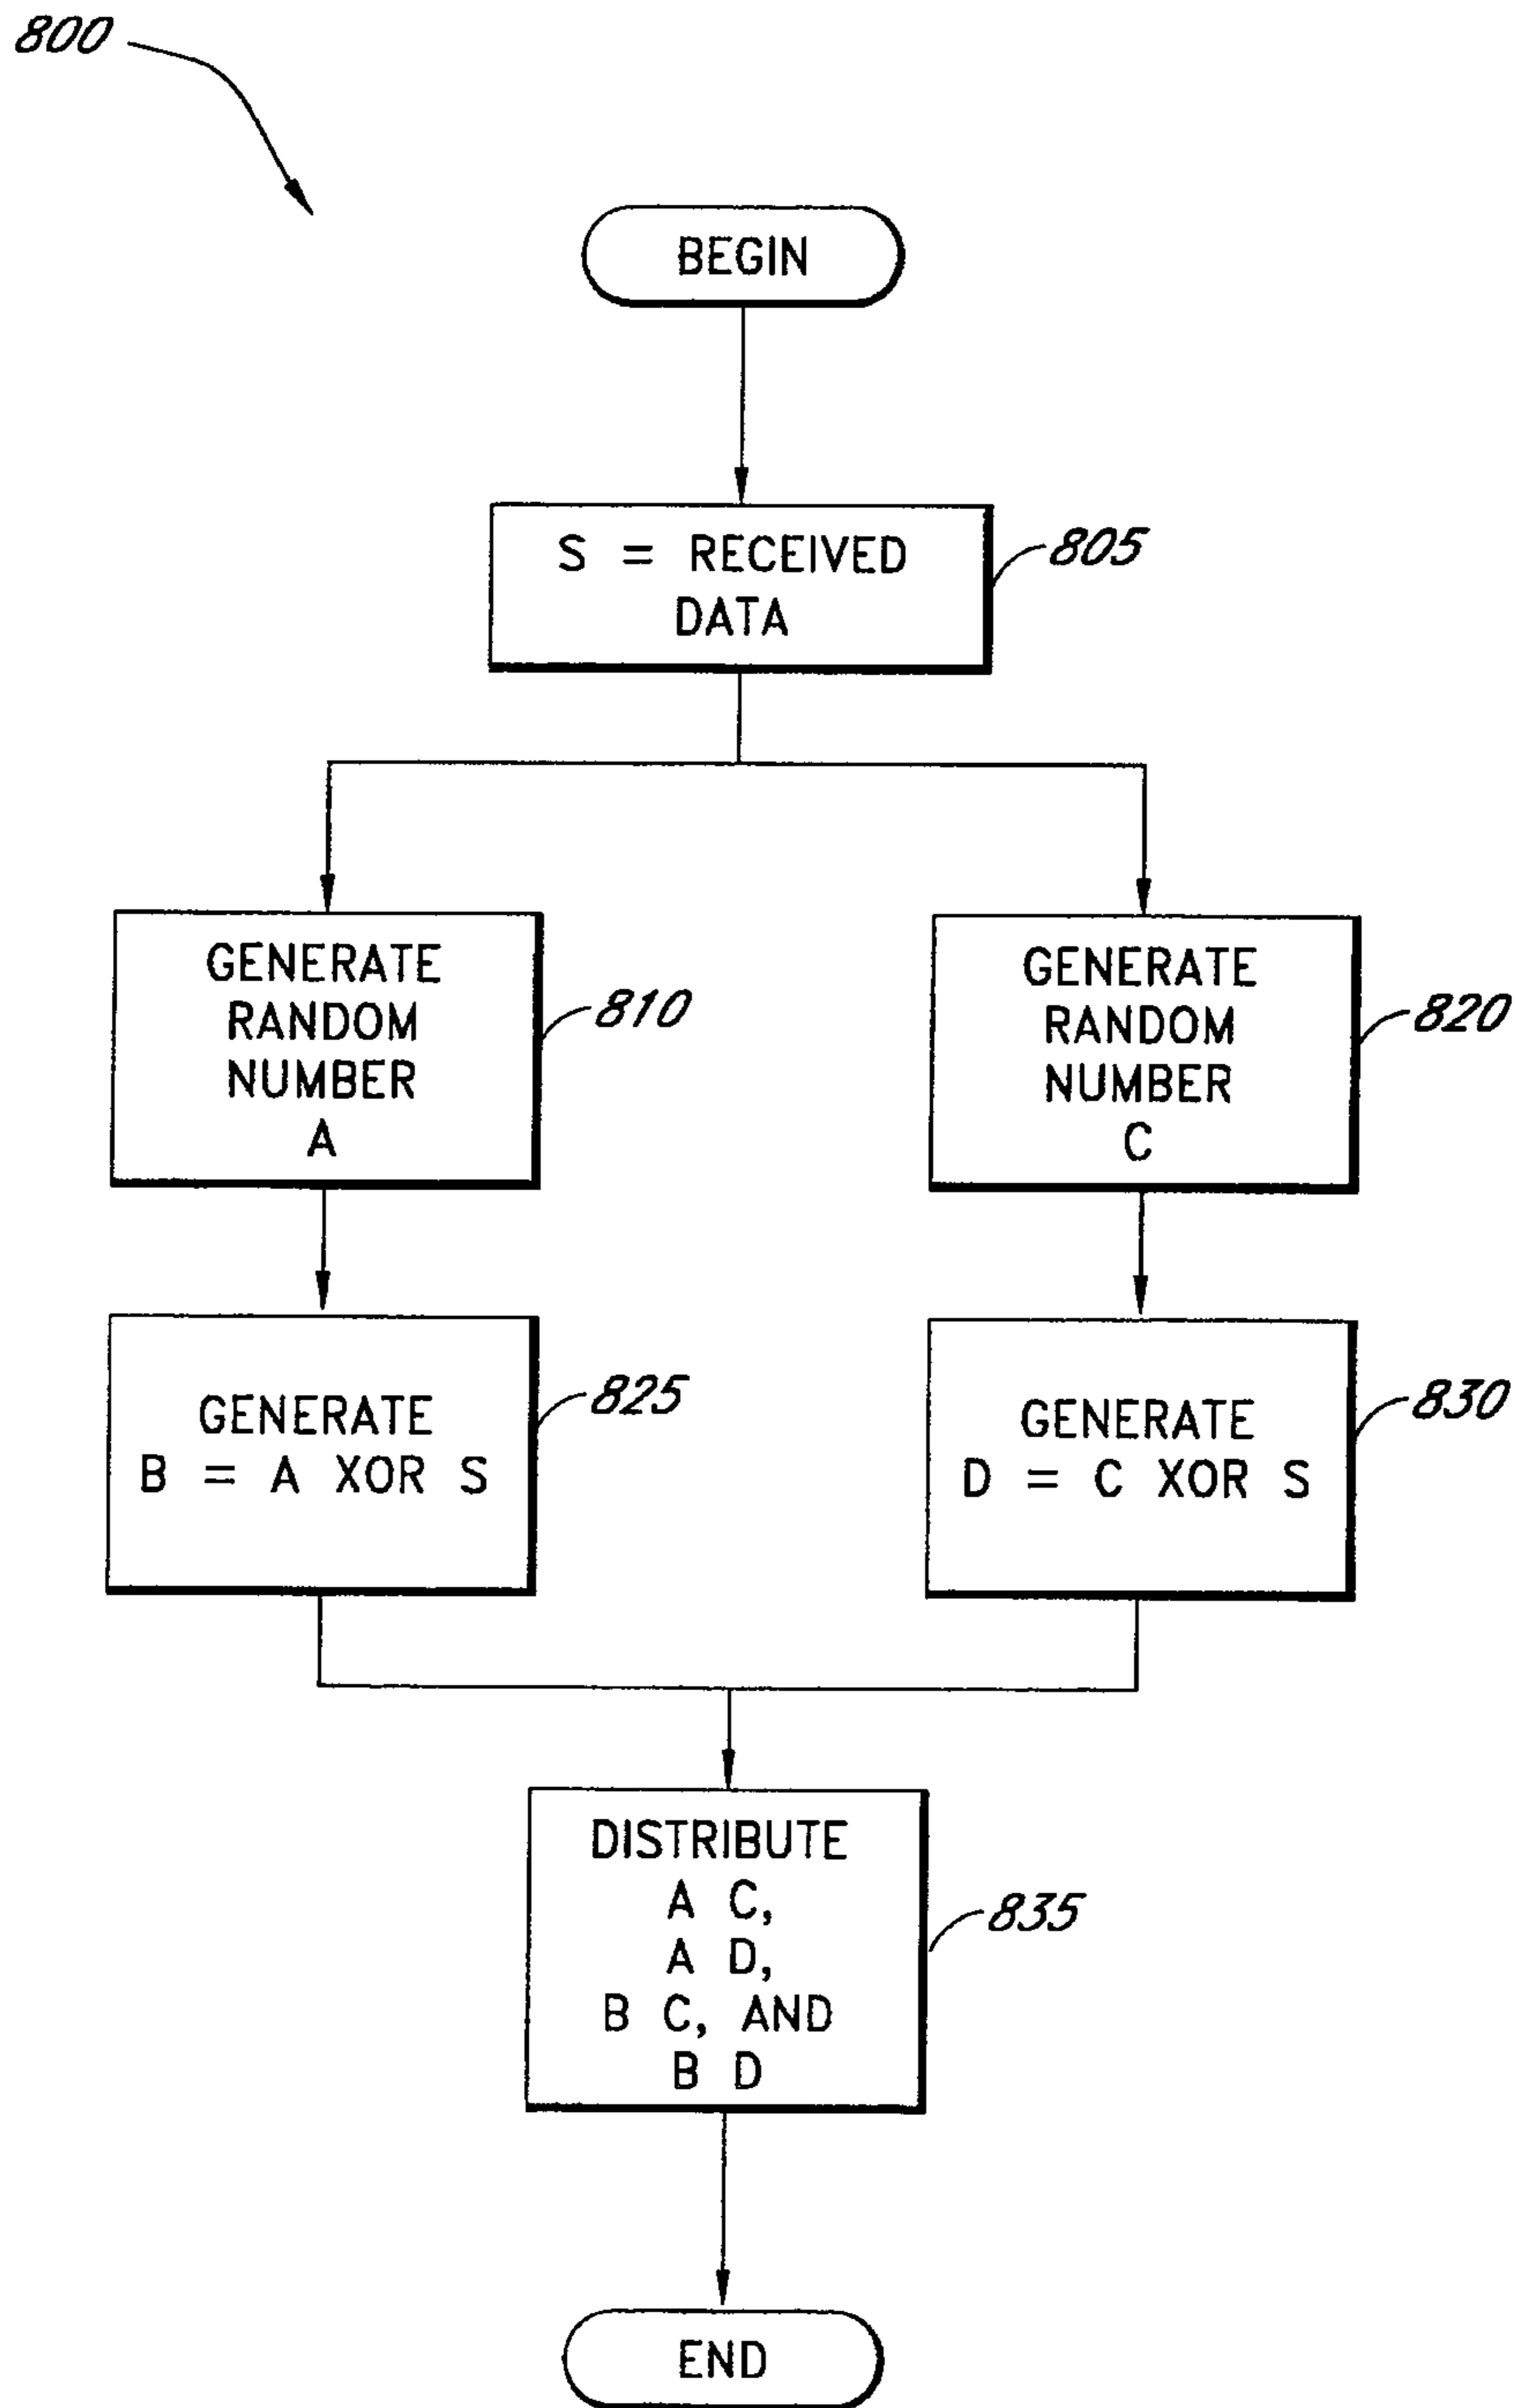 800
BEGIN
S = RECEIVED
DATA
805
GENERATE
RANDOM
NUMBER
A
810
GENERATE
RANDOM
NUMBER
C
820
GENERATE
B = A XOR S
825
GENERATE
D = C XOR S
830
DISTRIBUTE
A C,
A D,
B C, AND
B D
835
END